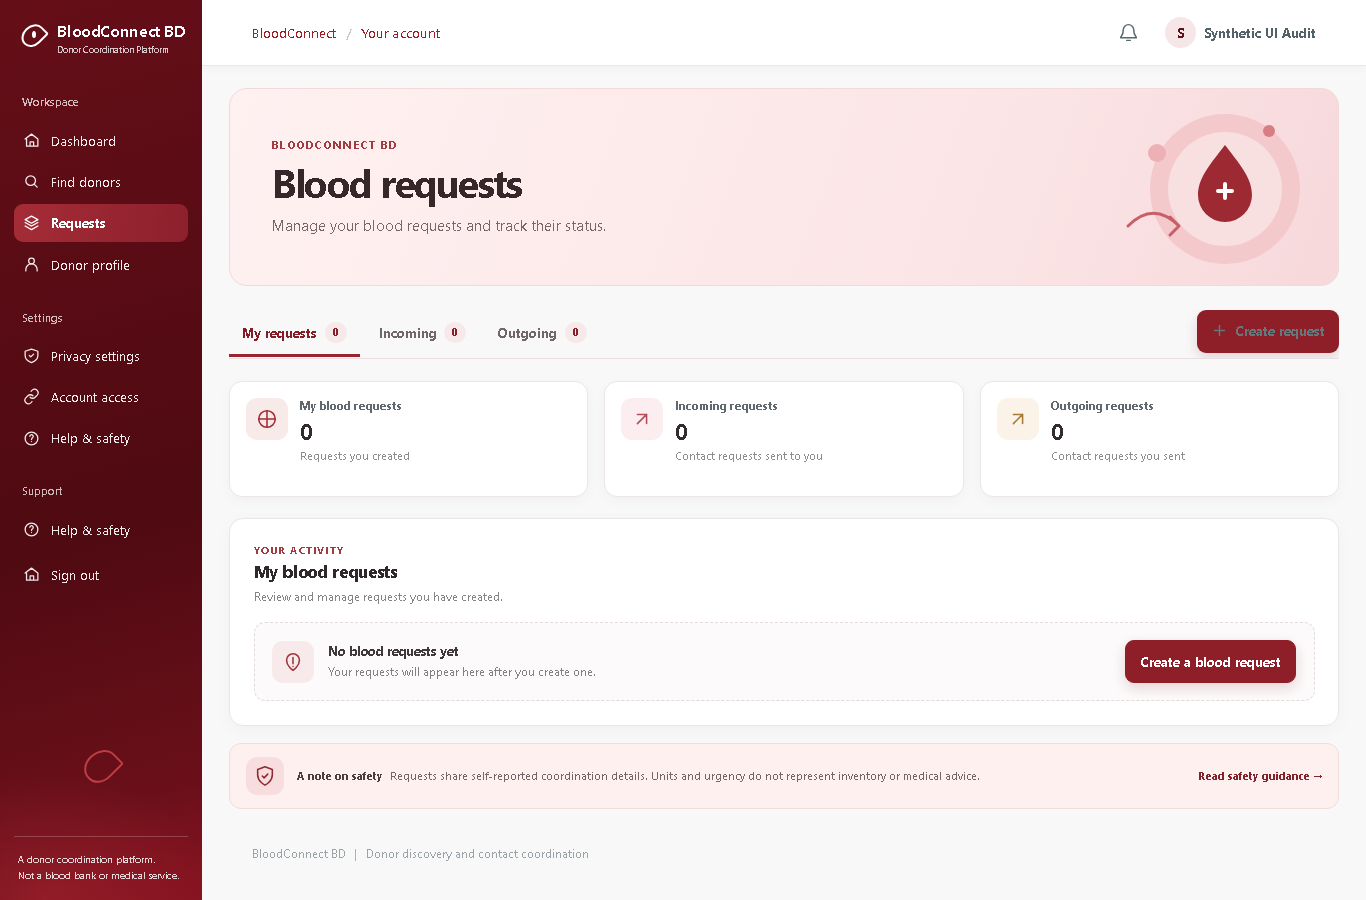 BloodConnect BD
Donor Coordination Platform
Workspace
Dashboard
Find donors
Requests
Donor profile
Settings
Privacy settings
Account access
Help & safety
Support
Help & safety
Sign out
A donor coordination platform.
Not a blood bank or medical service.
BloodConnect / Your account
S Synthetic UI Audit
BLOODCONNECT BD
Blood requests
Manage your blood requests and track their status.
My requests 0 Incoming 0 Outgoing 0
+ Create request
My blood requests
0
Requests you created
Incoming requests
0
Contact requests sent to you
Outgoing requests
0
Contact requests you sent
YOUR ACTIVITY
My blood requests
Review and manage requests you have created.
No blood requests yet
Your requests will appear here after you create one.
Create a blood request
A note on safety Requests share self-reported coordination details. Units and urgency do not represent inventory or medical advice.
Read safety guidance →
BloodConnect BD | Donor discovery and contact coordination